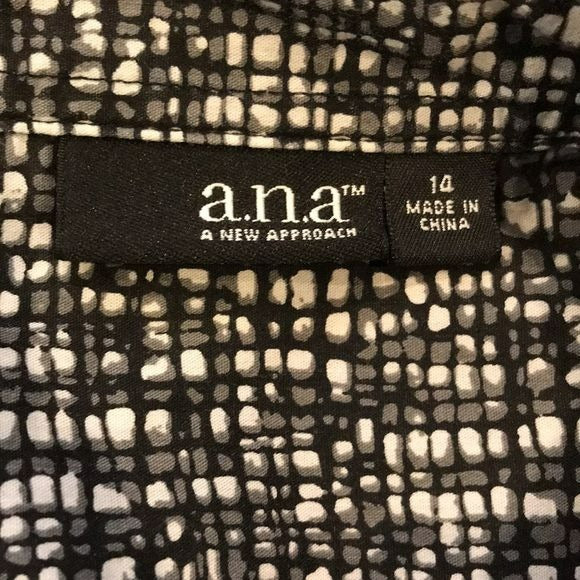 a.n.a™
A NEW APPROACH
14
MADE IN
CHINA